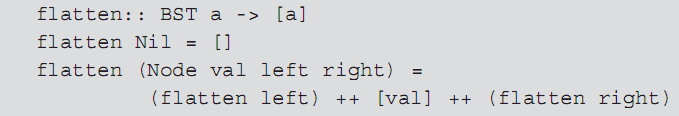 flatten:: BST a -> [a]
flatten Nil = []
flatten (Node val left right) =
(flatten left) ++ [val] ++ (flatten right)